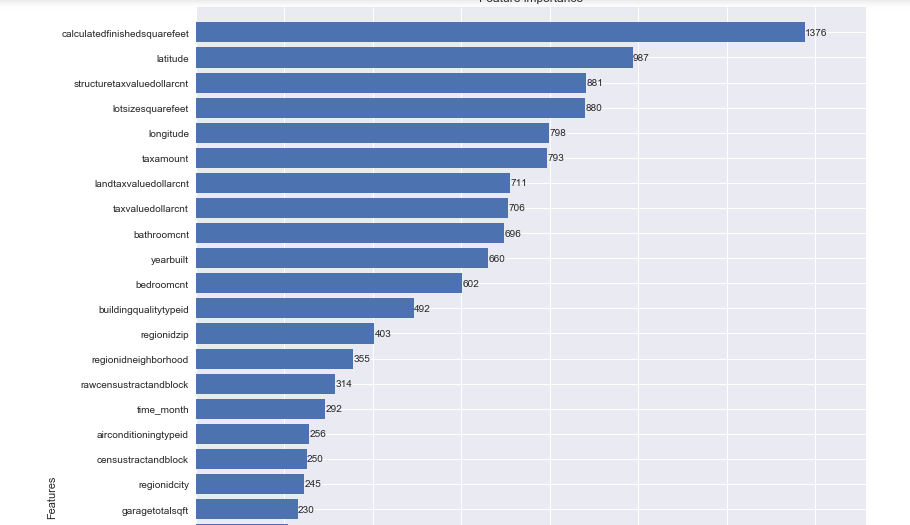 Feature importance
calculatedfinishedsquarefeet 1376
latitude 987
structuretaxvaluedollarcnt 881
lotsizesquarefeet 880
longitude 798
taxamount 793
landtaxvaluedollarcnt 711
taxvaluedollarcnt 706
bathroomcnt 696
yearbuilt 660
bedroomcnt 602
buildingqualitytypeid 492
regionidzip 403
regionidneighborhood 355
rawcensustractandblock 314
time_month 292
airconditioningtypeid 256
censustractandblock 250
regionidcity 245
garagetotalsqft 230
Features